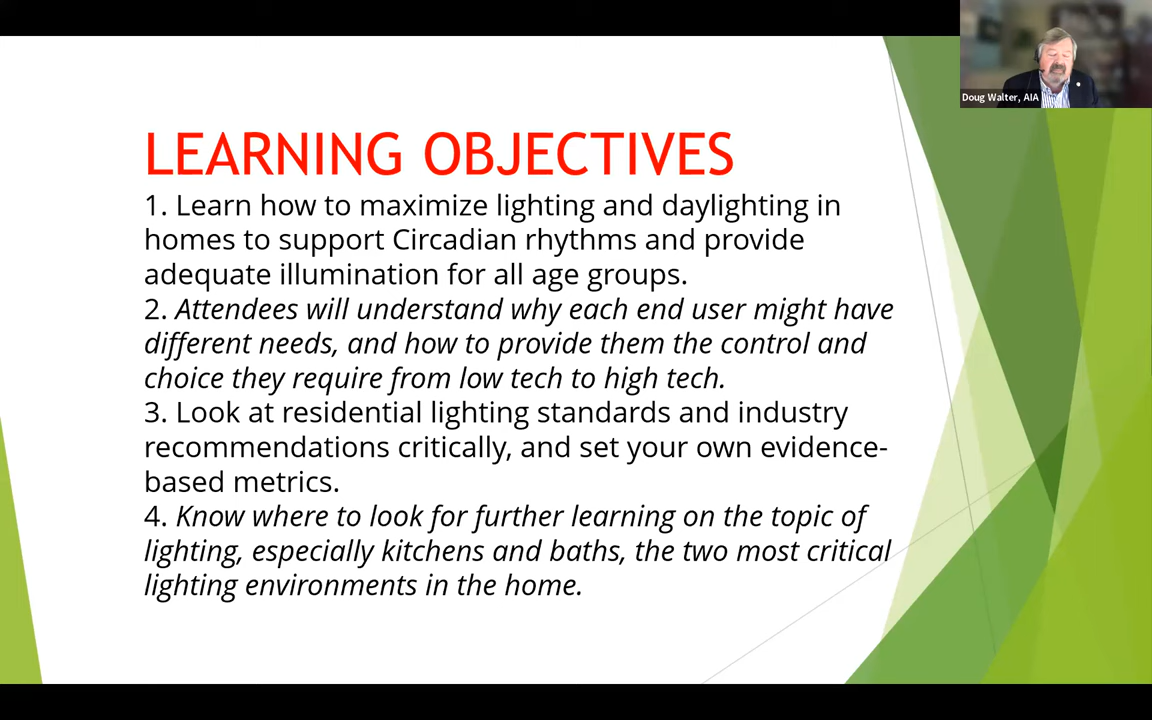 Doug Walter, AIA
LEARNING OBJECTIVES
1. Learn how to maximize lighting and daylighting in
homes to support Circadian rhythms and provide
adequate illumination for all age groups.
2. Attendees will understand why each end user might have
different needs, and how to provide them the control and
choice they require from low tech to high tech.
3. Look at residential lighting standards and industry
recommendations critically, and set your own evidence-
based metrics.
4. Know where to look for further learning on the topic of
lighting, especially kitchens and baths, the two most critical
lighting environments in the home.